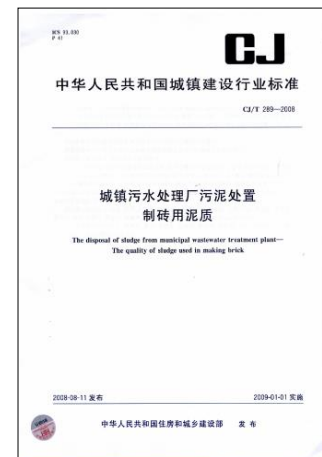 P 41
CJ
中华人民共和国城镇建设行业标准
CJ/T 289—2008
城镇污水处理厂污泥处置
制砖用泥质
The disposal of sludge from municipal wastewater treatment plant—
The quality of sludge used in making brick
2008-08-11 发布
2009-01-01 实施
中华人民共和国住房和城乡建设部 发布